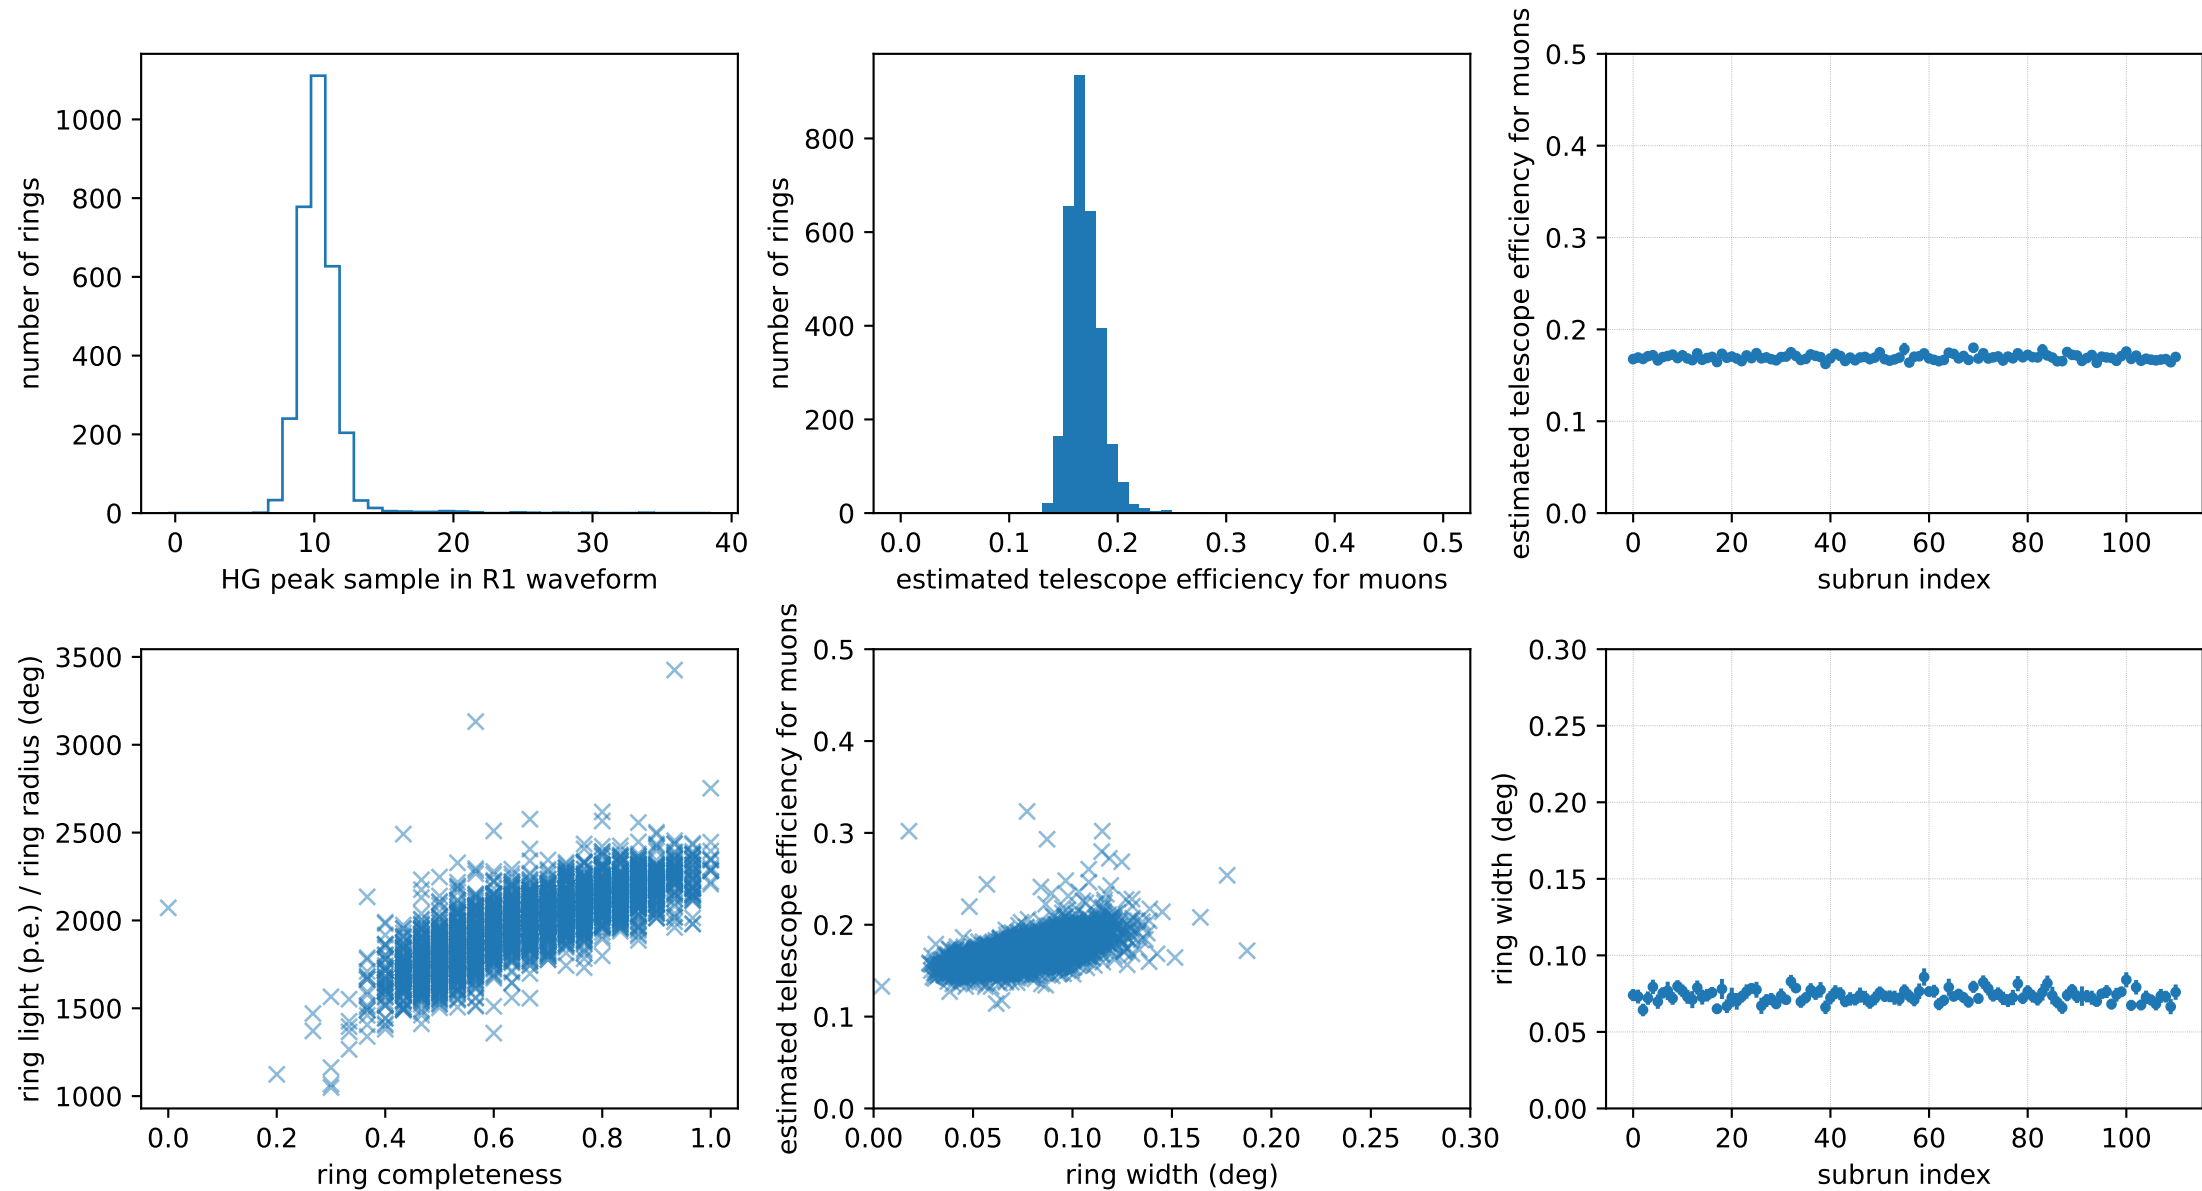 number of rings
1000
800
600
400
200
0
0 10 20 30 40
HG peak sample in R1 waveform
number of rings
800
600
400
200
0
0.0 0.1 0.2 0.3 0.4 0.5
estimated telescope efficiency for muons
estimated telescope efficiency for muons
0.5
0.4
0.3
0.2
0.1
0.0
0 20 40 60 80 100
subrun index
ring light (p.e.) / ring radius (deg)
3500
3000
2500
2000
1500
1000
0.0 0.2 0.4 0.6 0.8 1.0
ring completeness
estimated telescope efficiency for muons
0.5
0.4
0.3
0.2
0.1
0.0
0.00 0.05 0.10 0.15 0.20 0.25 0.30
ring width (deg)
ring width (deg)
0.30
0.25
0.20
0.15
0.10
0.05
0.00
0 20 40 60 80 100
subrun index